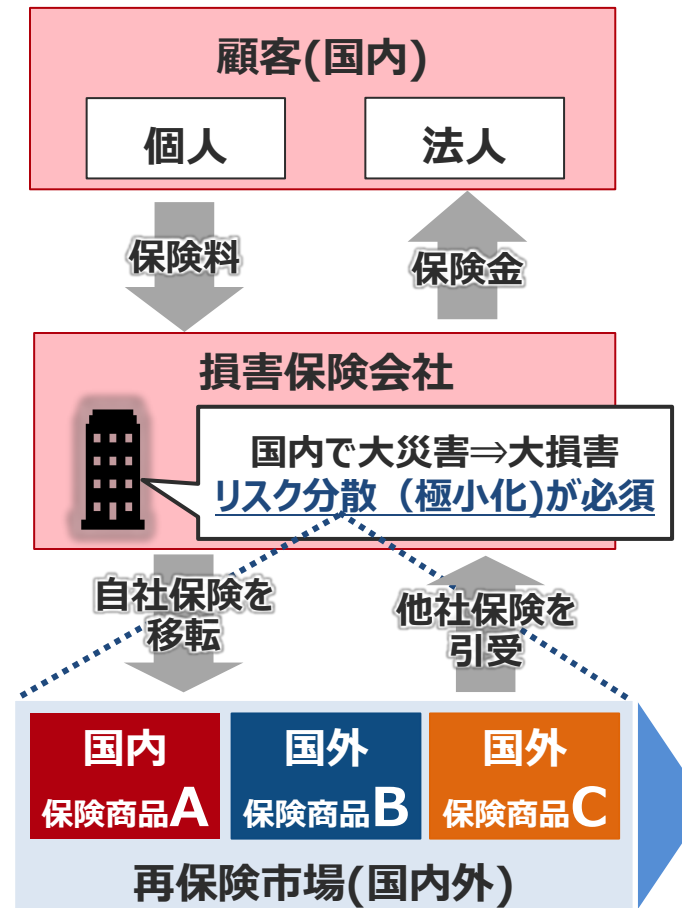 顧客(国内)
個人
法人
保険料
保険金
損害保険会社
国内で大災害⇒大損害
リスク分散（極小化)が必須
自社保険を
移転
他社保険を
引受
国内
保険商品A
国外
保険商品B
国外
保険商品C
再保険市場(国内外)